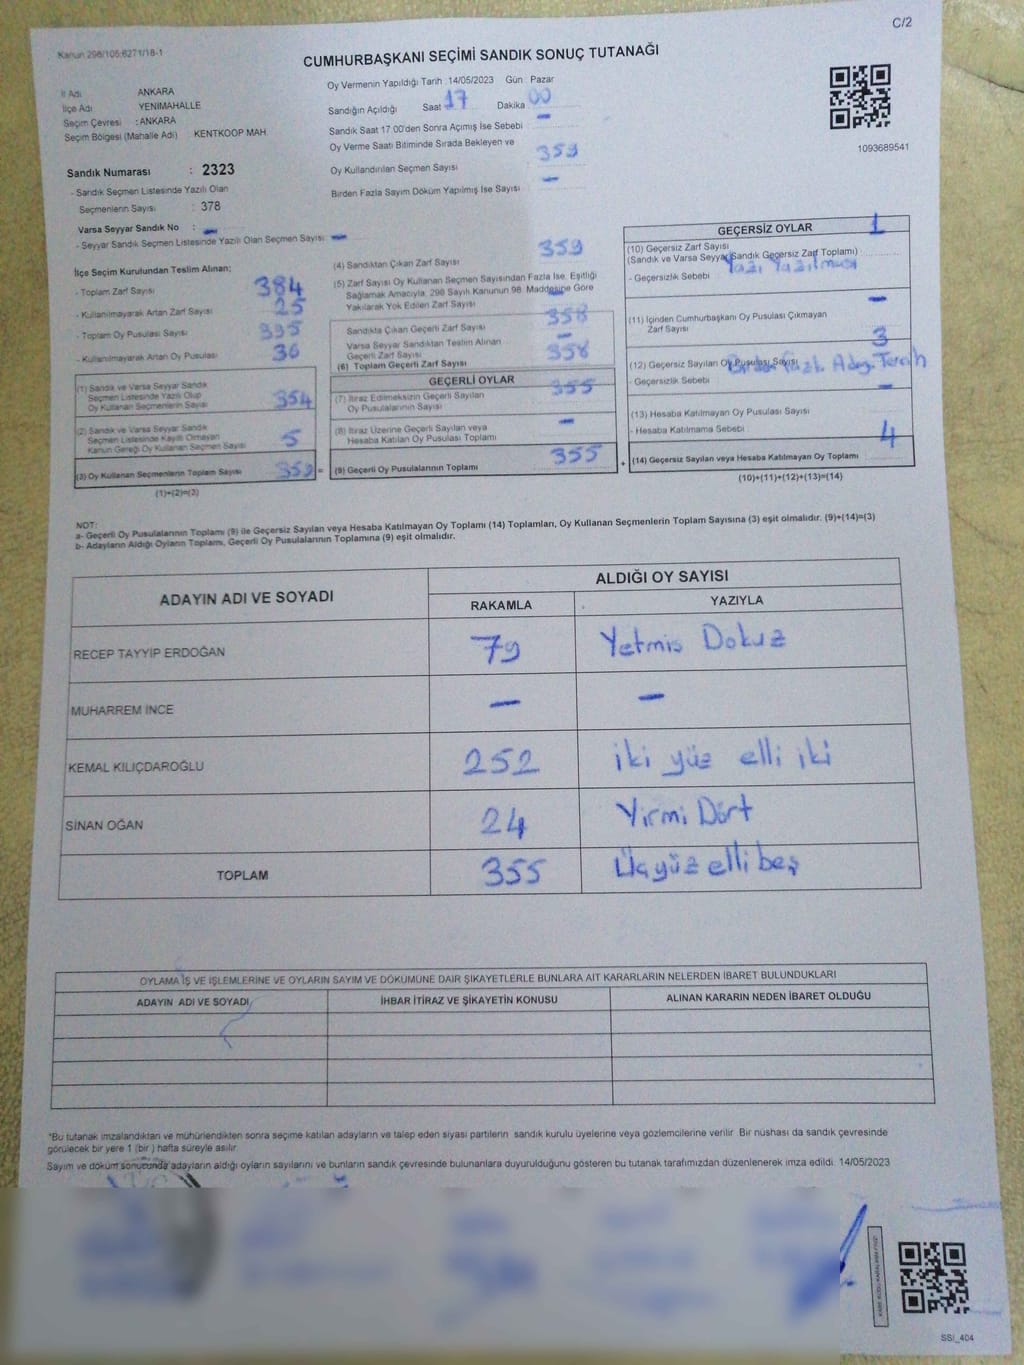 C/2
Kanun 298/105;6271/18-1
CUMHURBAŞKANI SEÇİMİ SANDIK SONUÇ TUTANAĞI
İl Adı ANKARA
İlçe Adı YENİMAHALLE
Seçim Çevresi : ANKARA
Seçim Bölgesi (Mahalle Adı) KENTKOOP MAH
Sandık Numarası : 2323
- Sandık Seçmen Listesinde Yazılı Olan
Seçmenlerin Sayısı : 378
Varsa Seyyar Sandık No : -
- Seyyar Sandık Seçmen Listesinde Yazılı Olan Seçmen Sayısı -
Oy Vermenin Yapıldığı Tarih : 14/05/2023 Gün : Pazar
Sandığın Açıldığı Saat 17 Dakika 00
Sandık Saat 17.00'den Sonra Açımış İse Sebebi -
Oy Verme Saati Bitiminde Sırada Bekleyen ve
Oy Kullandırılan Seçmen Sayısı 359
Birden Fazla Sayım Döküm Yapılmış İse Sayısı -
1093689541
İlçe Seçim Kurulundan Teslim Alınan;
- Toplam Zarf Sayısı 384
- Kullanılmayarak Artan Zarf Sayısı 25
- Toplam Oy Pusulası Sayısı 395
- Kullanılmayarak Artan Oy Pusulası 36
(1) Sandık ve Varsa Seyyar Sandık
Seçmen Listesinde Yazılı Olup
Oy Kullanan Seçmenlerin Sayısı 354
(2) Sandık ve Varsa Seyyar Sandık
Seçmen Listesinde Kayıtlı Olmayan
Kanun Gereği Oy Kullanan Seçmen Sayısı 5
(3) Oy Kullanan Seçmenlerin Toplam Sayısı 359 =
(1)+(2)=(3)
(4) Sandıktan Çıkan Zarf Sayısı 359
(5) Zarf Sayısı Oy Kullanan Seçmen Sayısından Fazla İse, Eşitliği
Sağlamak Amacıyla, 298 Sayılı Kanunun 98. Maddesine Göre
Yakılarak Yok Edilen Zarf Sayısı -
Sandıkta Çıkan Geçerli Zarf Sayısı 358
Varsa Seyyar Sandıktan Teslim Alınan
Geçerli Zarf Sayısı -
(6) Toplam Geçerli Zarf Sayısı 358
GEÇERLİ OYLAR
(7) İtiraz Edilmeksizin Geçerli Sayılan
Oy Pusulalarının Sayısı 355
(8) İtiraz Üzerine Geçerli Sayılan veya
Hesaba Katılan Oy Pusulası Toplamı -
(9) Geçerli Oy Pusulalarının Toplamı 355 +
GEÇERSİZ OYLAR
(10) Geçersiz Zarf Sayısı 1
(Sandık ve Varsa Seyyar Sandık Geçersiz Zarf Toplamı)
- Geçersizlik Sebebi Yazı Yazılması
(11) İçinden Cumhurbaşkanı Oy Pusulası Çıkmayan
Zarf Sayısı -
(12) Geçersiz Sayılan Oy Pusulası Sayısı 3
- Geçersizlik Sebebi Birden Fazla Aday Tercih
(13) Hesaba Katılmayan Oy Pusulası Sayısı -
- Hesaba Katılmama Sebebi
(14) Geçersiz Sayılan veya Hesaba Katılmayan Oy Toplamı 4
(10)+(11)+(12)+(13)=(14)
NOT:
a- Geçerli Oy Pusulalarının Toplamı (9) ile Geçersiz Sayılan veya Hesaba Katılmayan Oy Toplamı (14) Toplamları, Oy Kullanan Seçmenlerin Toplam Sayısına (3) eşit olmalıdır. (9)+(14)=(3)
b- Adayların Aldığı Oyların Toplamı, Geçerli Oy Pusulalarının Toplamına (9) eşit olmalıdır.
ADAYIN ADI VE SOYADI ALDIĞI OY SAYISI
RAKAMLA YAZIYLA
RECEP TAYYİP ERDOĞAN 79 Yetmis Dokuz
MUHARREM İNCE - -
KEMAL KILIÇDAROĞLU 252 iki yüz elli iki
SİNAN OĞAN 24 Yirmi Dört
TOPLAM 355 Üçyüz elli beş
OYLAMA İŞ VE İŞLEMLERİNE VE OYLARIN SAYIM VE DÖKÜMÜNE DAİR ŞİKAYETLERLE BUNLARA AİT KARARLARIN NELERDEN İBARET BULUNDUKLARI
ADAYIN ADI VE SOYADI İHBAR İTİRAZ VE ŞİKAYETİN KONUSU ALINAN KARARIN NEDEN İBARET OLDUĞU
*Bu tutanak imzalandıktan ve mühürlendikten sonra seçime katılan adayların ve talep eden siyasi partilerin sandık kurulu üyelerine veya gözlemcilerine verilir. Bir nüshası da sandık çevresinde
görülecek bir yere 1 (bir) hafta süreyle asılır.
Sayım ve döküm sonucunda adayların aldığı oyların sayılarını ve bunların sandık çevresinde bulunanlara duyurulduğunu gösteren bu tutanak tarafımızdan düzenlenerek imza edildi. 14/05/2023
SSI_404